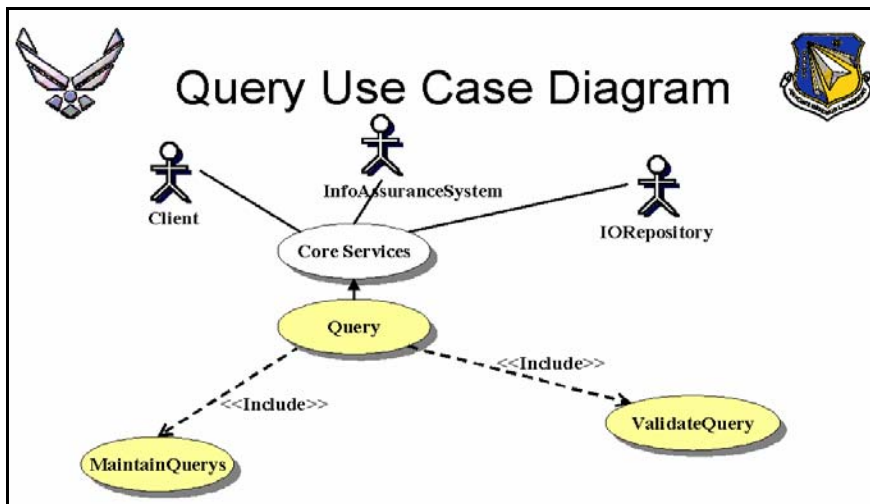 Query Use Case Diagram
InfoAssuranceSystem
Client
IORepository
Core Services
Query
<<Include>>
<<Include>>
ValidateQuery
MaintainQuerys